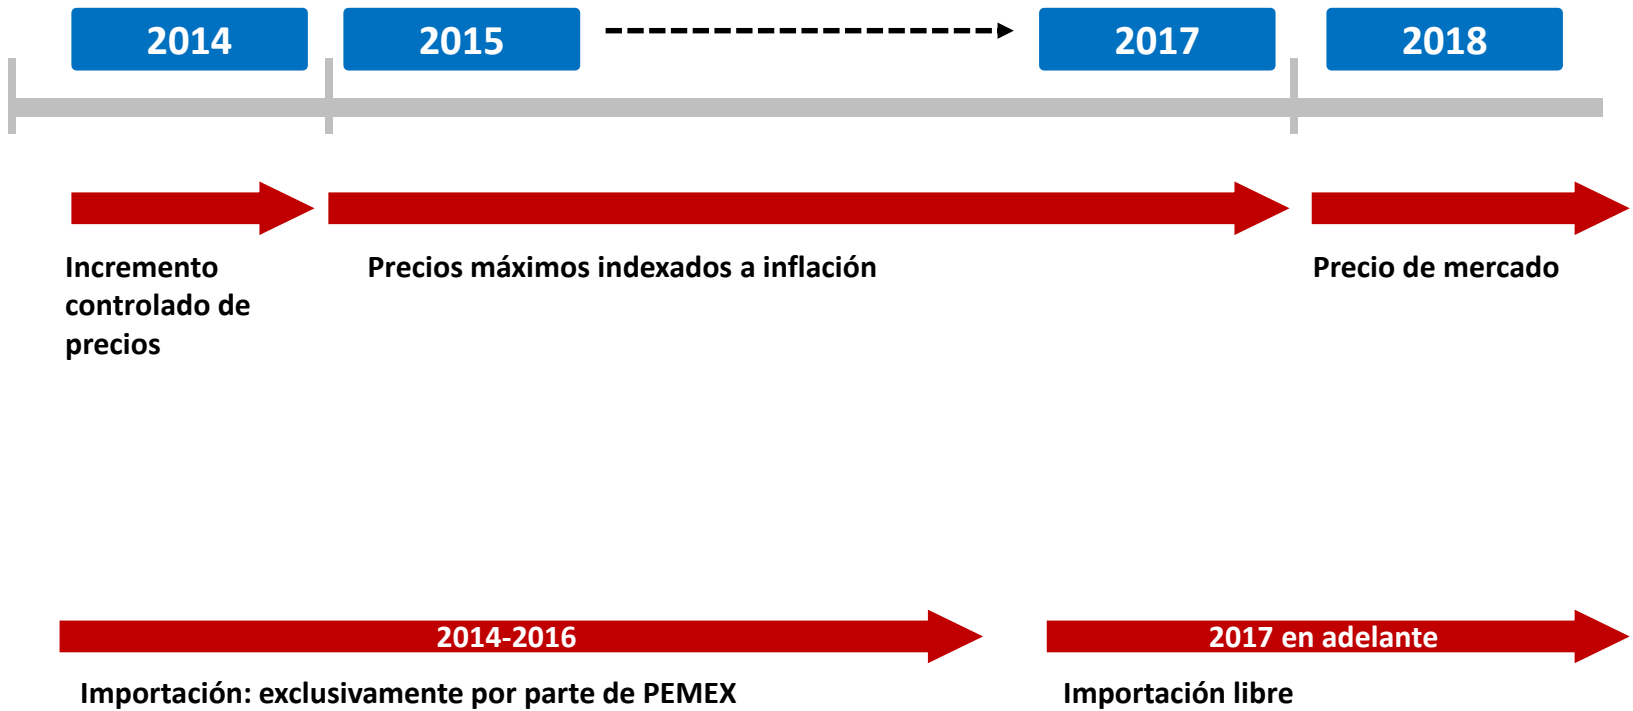 2014
2015
2017
2018
Incremento
controlado de
precios
Precios máximos indexados a inflación
Precio de mercado
2014-2016
2017 en adelante
Importación: exclusivamente por parte de PEMEX
Importación libre